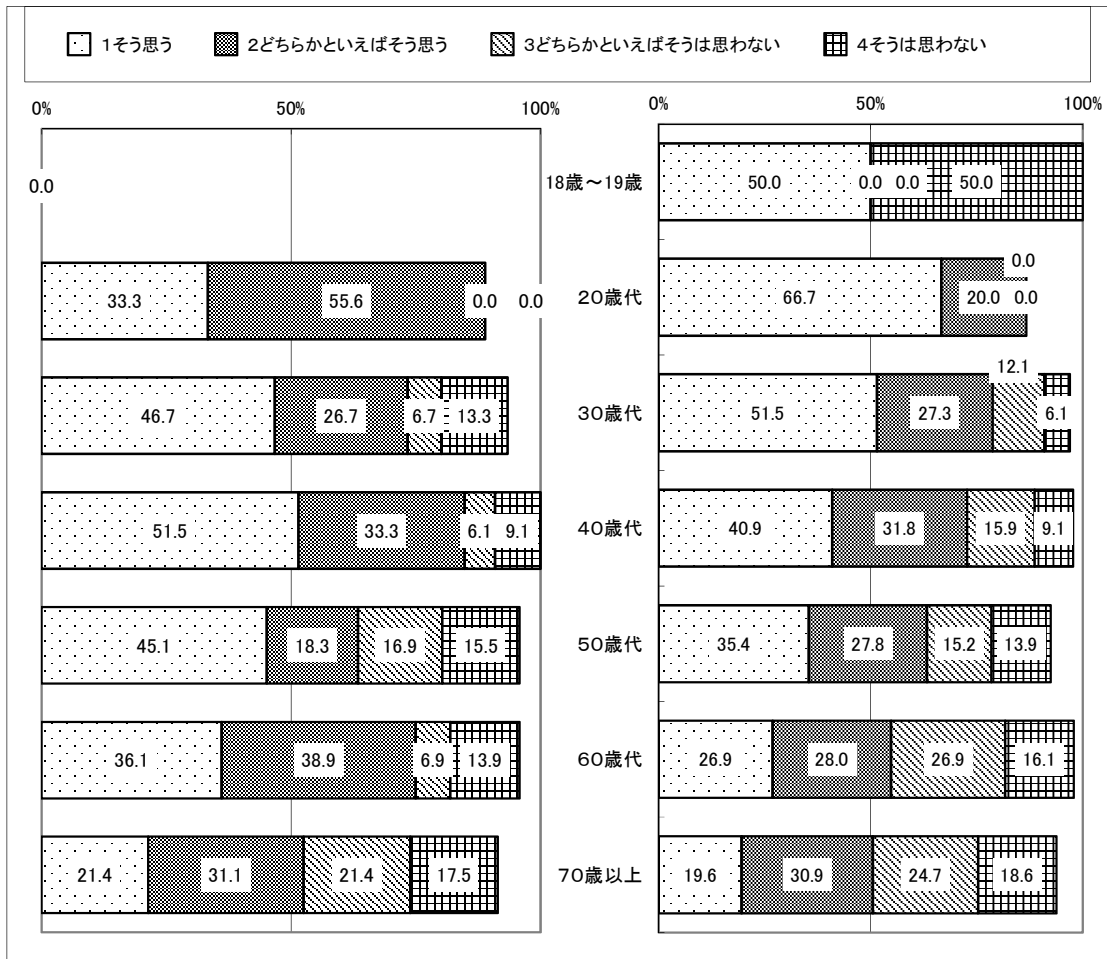 1そう思う 2どちらかといえばそう思う 3どちらかといえばそうは思わない 4そうは思わない
0% 50% 100% 0% 50% 100%
0.0 18歳～19歳 50.0 0.0 0.0 50.0
33.3 55.6 0.0 0.0 20歳代 66.7 20.0 0.0 0.0
46.7 26.7 6.7 13.3 30歳代 51.5 27.3 12.1 6.1
51.5 33.3 6.1 9.1 40歳代 40.9 31.8 15.9 9.1
45.1 18.3 16.9 15.5 50歳代 35.4 27.8 15.2 13.9
36.1 38.9 6.9 13.9 60歳代 26.9 28.0 26.9 16.1
21.4 31.1 21.4 17.5 70歳以上 19.6 30.9 24.7 18.6